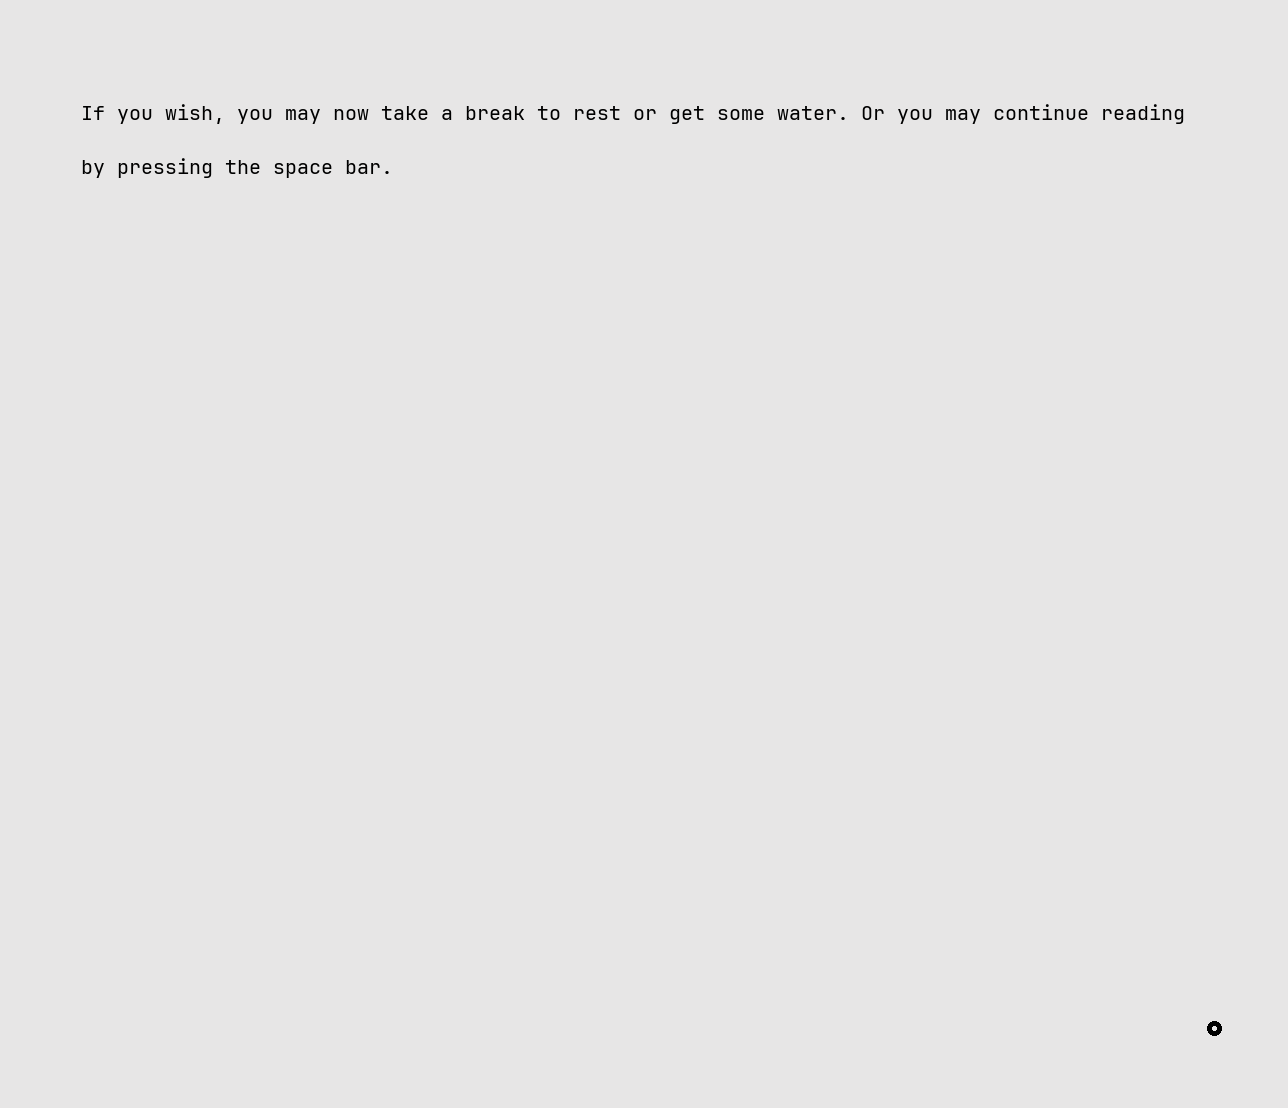 If you wish, you may now take a break to rest or get some water. Or you may continue reading
by pressing the space bar.